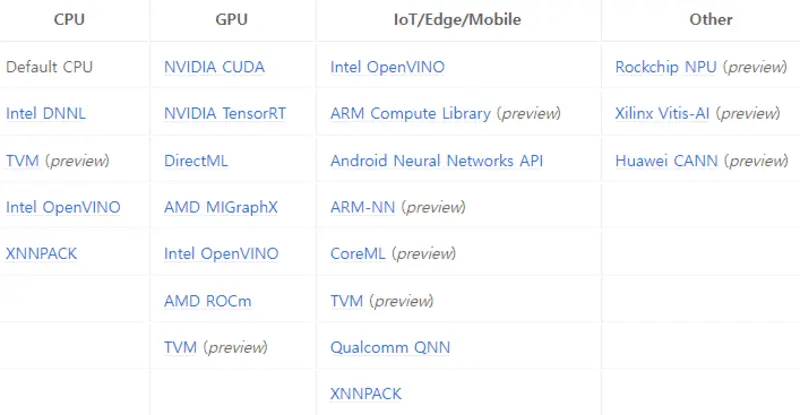 CPU GPU IoT/Edge/Mobile Other
Default CPU NVIDIA CUDA Intel OpenVINO Rockchip NPU (preview)
Intel DNNL NVIDIA TensorRT ARM Compute Library (preview) Xilinx Vitis-AI (preview)
TVM (preview) DirectML Android Neural Networks API Huawei CANN (preview)
Intel OpenVINO AMD MIGraphX ARM-NN (preview)
XNNPACK Intel OpenVINO CoreML (preview)
AMD ROCm TVM (preview)
TVM (preview) Qualcomm QNN
XNNPACK